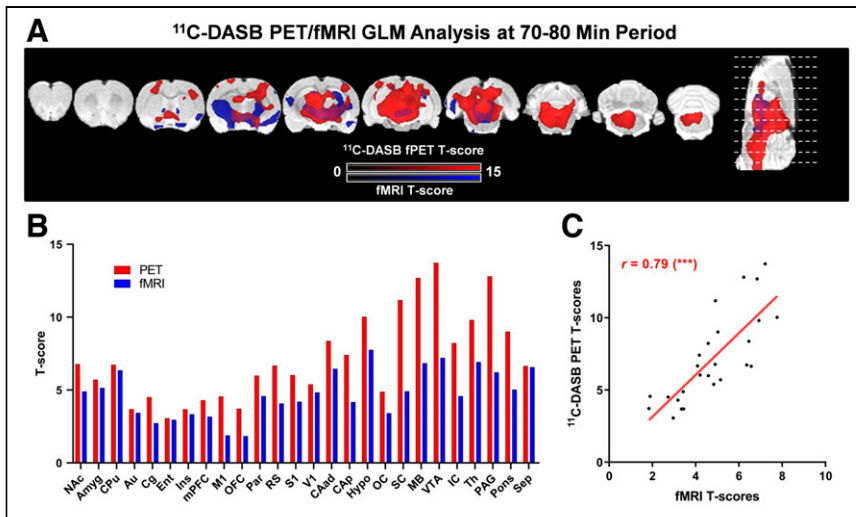 A
¹¹C-DASB PET/fMRI GLM Analysis at 70-80 Min Period
¹¹C-DASB fPET T-score
0
15
fMRI T-score
B
15
10
5
0
T-score
PET
fMRI
NAc
Amyg
CPu
Au
Cg
Ent
Ins
mPFC
M1
OFC
Par
RS
S1
V1
CAad
CAp
Hypo
OC
SC
MB
VTA
IC
Th
PAG
Pons
Sep
C
r = 0.79 (***)
¹¹C-DASB PET T-scores
15
10
5
0
0
2
4
6
8
10
fMRI T-scores